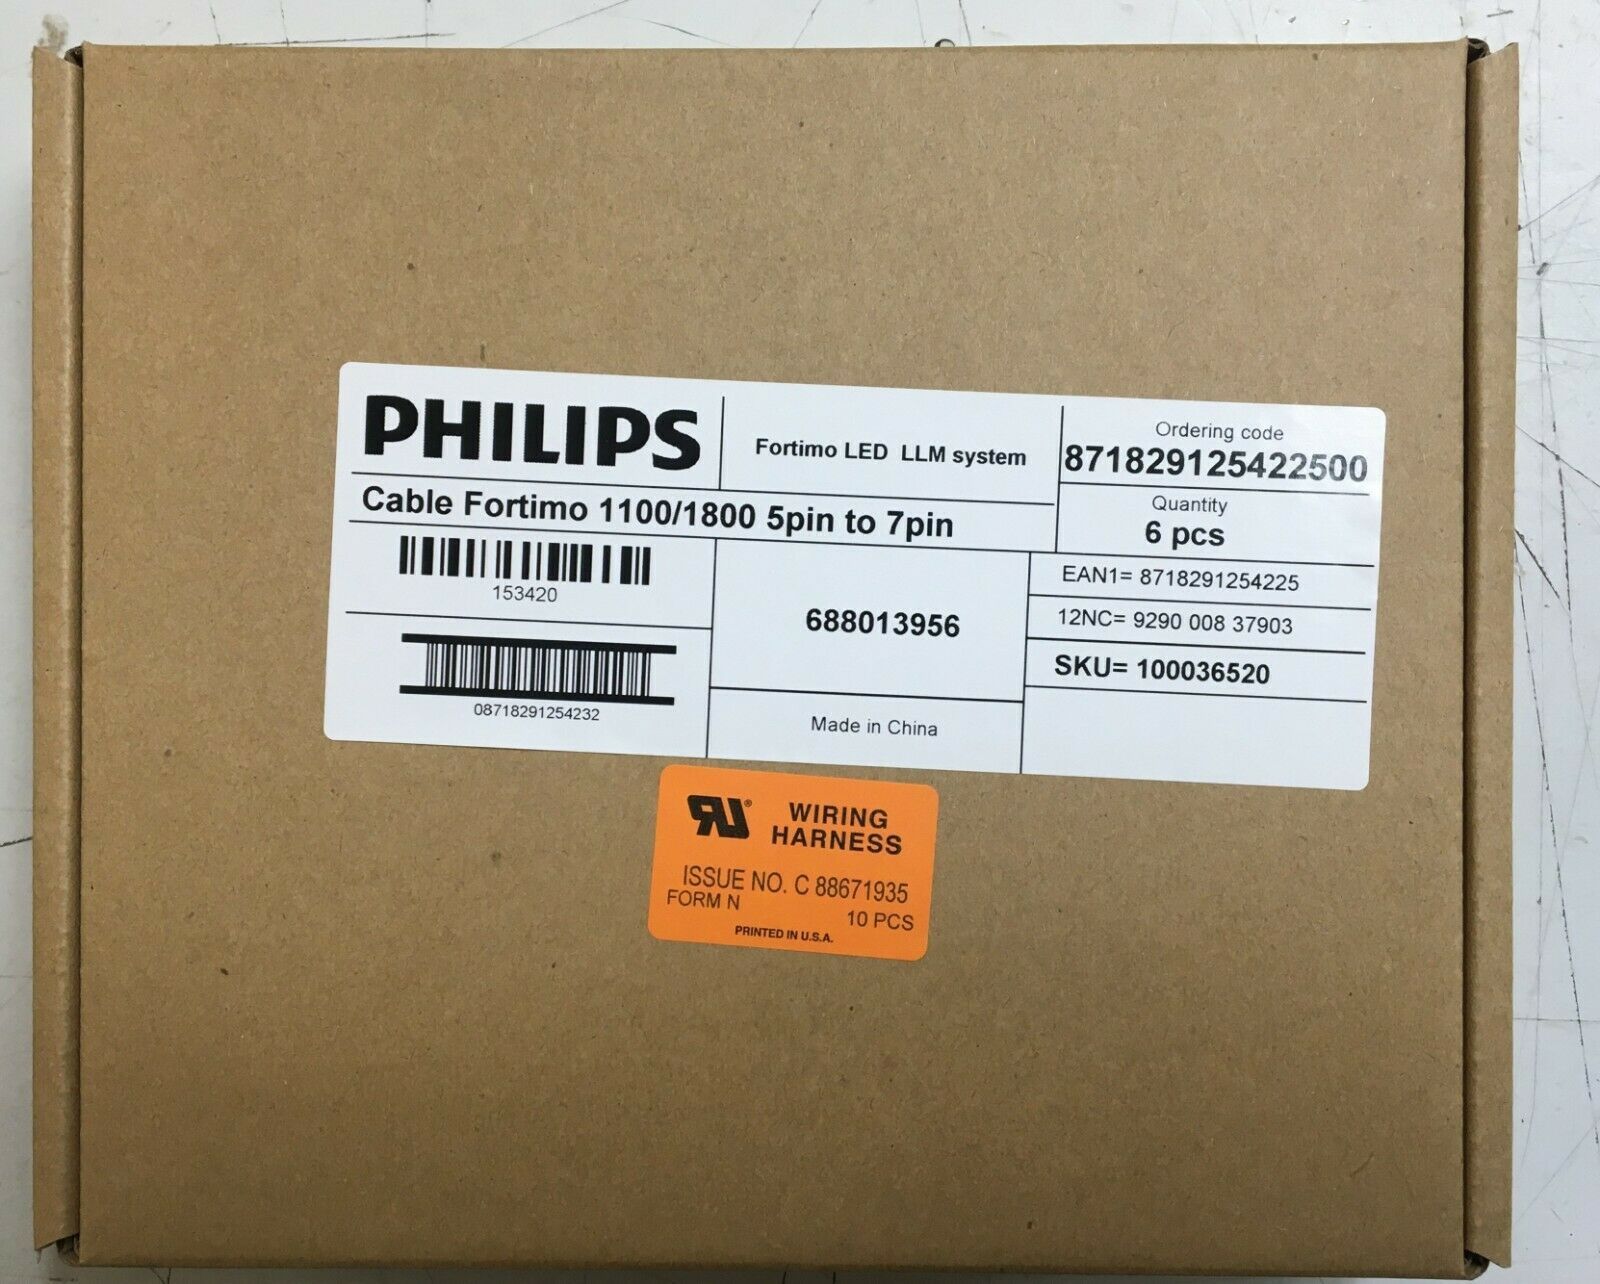 PHILIPS
Fortimo LED LLM system
Ordering code
871829125422500
Cable Fortimo 1100/1800 5pin to 7pin
Quantity
6 pcs
153420
688013956
EAN1= 8718291254225
12NC= 9290 008 37903
SKU= 100036520
08718291254232
Made in China
RU® WIRING
HARNESS
ISSUE NO. C 88671935
FORM N 10 PCS
PRINTED IN U.S.A.